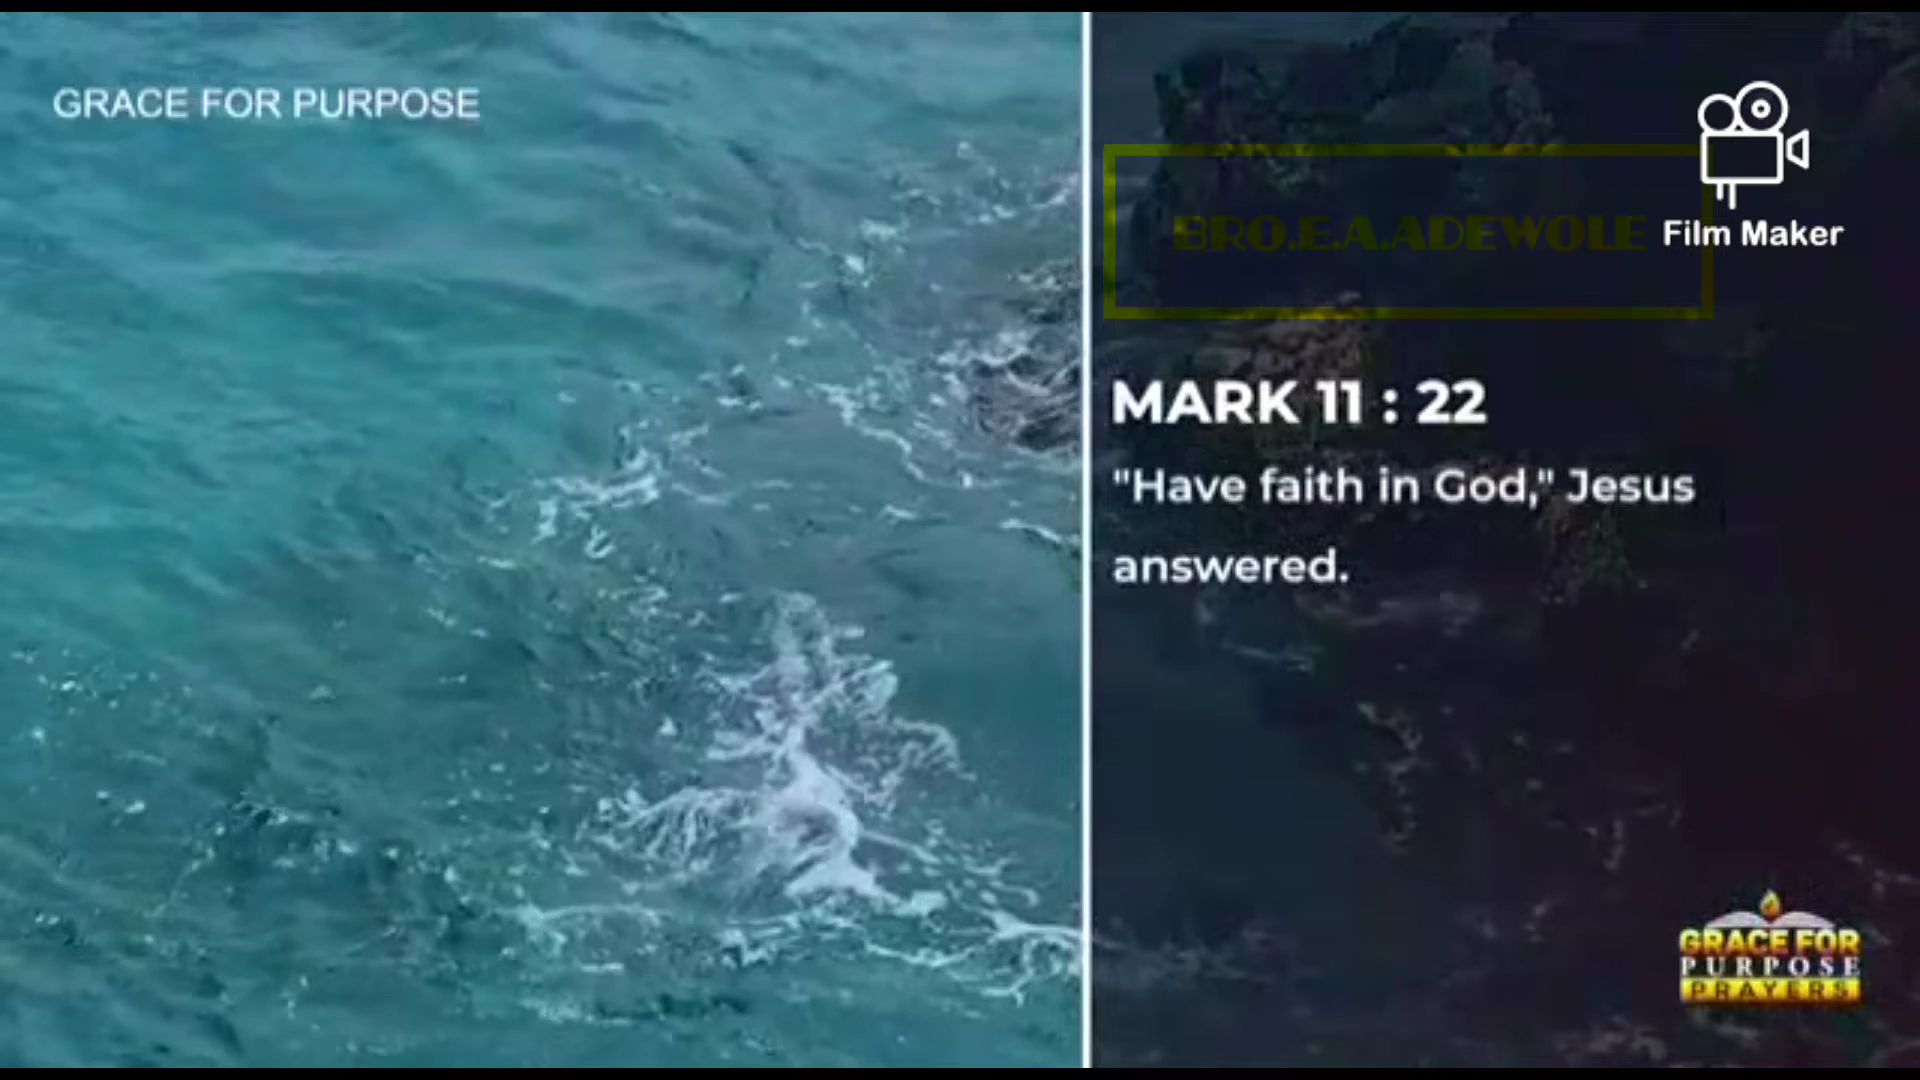 GRACE FOR PURPOSE
BRO.E.A.ADEWOLE
Film Maker
MARK 11 : 22
"Have faith in God," Jesus
answered.
GRACE FOR
PURPOSE
PRAYERS